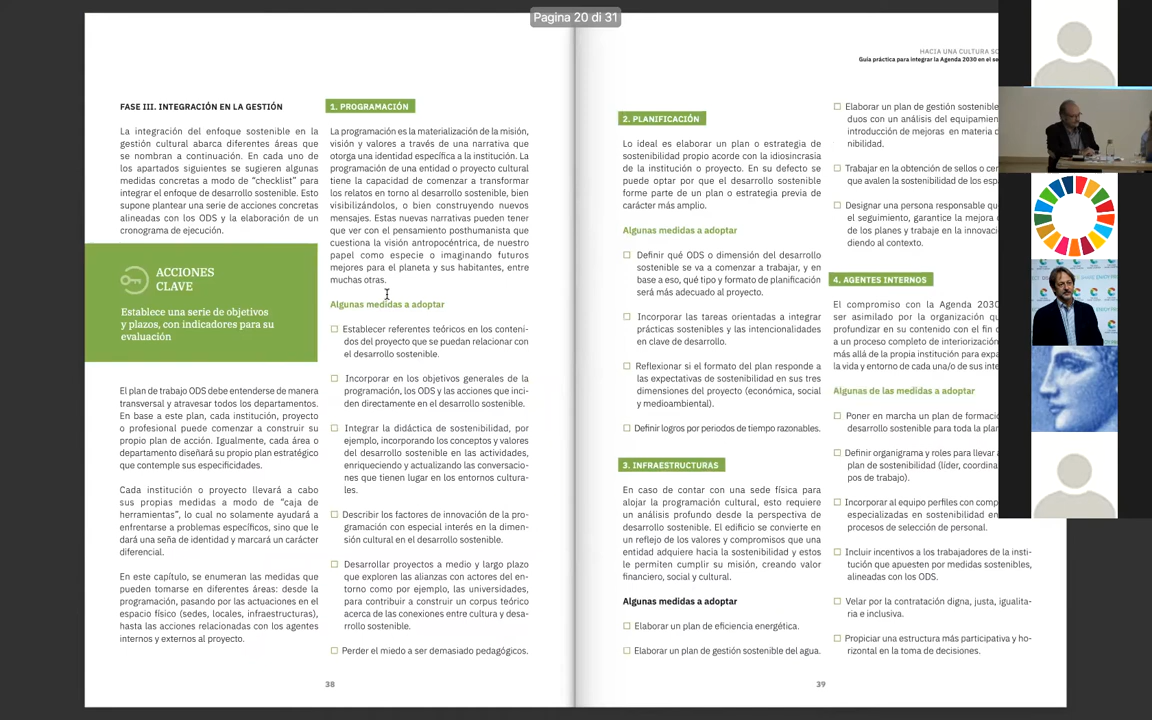 Pagina 20 di 31
FASE III. INTEGRACIÓN EN LA GESTIÓN
La integración del enfoque sostenible en la
gestión cultural abarca diferentes áreas que
se nombran a continuación. En cada uno de
los apartados siguientes se sugieren algunas
medidas concretas a modo de “checklist” para
integrar el enfoque de desarrollo sostenible. Esto
supone plantear una serie de acciones concretas
alineadas con los ODS y la elaboración de un
cronograma de ejecución.
ACCIONES
CLAVE
Establece una serie de objetivos
y plazos, con indicadores para su
evaluación
El plan de trabajo ODS debe entenderse de manera
transversal y atravesar todos los departamentos.
En base a este plan, cada institución, proyecto
o profesional puede comenzar a construir su
propio plan de acción. Igualmente, cada área o
departamento diseñará su propio plan estratégico
que contemple sus especificidades.
Cada institución o proyecto llevará a cabo
sus propias medidas a modo de “caja de
herramientas”, lo cual no solamente ayudará a
enfrentarse a problemas específicos, sino que le
dará una seña de identidad y marcará un carácter
diferencial.
En este capítulo, se enumeran las medidas que
pueden tomarse en diferentes áreas: desde la
programación, pasando por las actuaciones en el
espacio físico (sedes, locales, infraestructuras),
hasta las acciones relacionadas con los agentes
internos y externos al proyecto.
1. PROGRAMACIÓN
La programación es la materialización de la misión,
visión y valores a través de una narrativa que
otorga una identidad específica a la institución. La
programación de una entidad o proyecto cultural
tiene la capacidad de comenzar a transformar
los relatos en torno al desarrollo sostenible, bien
visibilizándolos, o bien construyendo nuevos
mensajes. Estas nuevas narrativas pueden tener
que ver con el pensamiento posthumanista que
cuestiona la visión antropocéntrica, de nuestro
papel como especie o imaginando futuros
mejores para el planeta y sus habitantes, entre
muchas otras.
Algunas medidas a adoptar
Establecer referentes teóricos en los conteni-
dos del proyecto que se puedan relacionar con
el desarrollo sostenible.
Incorporar en los objetivos generales de la
programación, los ODS y las acciones que inci-
den directamente en el desarrollo sostenible.
Integrar la didáctica de sostenibilidad, por
ejemplo, incorporando los conceptos y valores
del desarrollo sostenible en las actividades,
enriqueciendo y actualizando las conversacio-
nes que tienen lugar en los entornos cultura-
les.
Describir los factores de innovación de la pro-
gramación con especial interés en la dimen-
sión cultural en el desarrollo sostenible.
Desarrollar proyectos a medio y largo plazo
que exploren las alianzas con actores del en-
torno como por ejemplo, las universidades,
para contribuir a construir un corpus teórico
acerca de las conexiones entre cultura y desa-
rrollo sostenible.
Perder el miedo a ser demasiado pedagógicos.
38
HACIA UNA CULTURA SO
Guía práctica para integrar la Agenda 2030 en el se
2. PLANIFICACIÓN
Lo ideal es elaborar un plan o estrategia de
sostenibilidad propio acorde con la idiosincrasia
de la institución o proyecto. En su defecto se
puede optar por que el desarrollo sostenible
forme parte de un plan o estrategia previa de
carácter más amplio.
Algunas medidas a adoptar
Definir qué ODS o dimensión del desarrollo
sostenible se va a comenzar a trabajar, y en
base a eso, qué tipo y formato de planificación
será más adecuado al proyecto.
Incorporar las tareas orientadas a integrar
prácticas sostenibles y las intencionalidades
en clave de desarrollo.
Reflexionar si el formato del plan responde a
las expectativas de sostenibilidad en sus tres
dimensiones del proyecto (económica, social
y medioambiental).
Definir logros por periodos de tiempo razonables.
3. INFRAESTRUCTURAS
En caso de contar con una sede física para
alojar la programación cultural, esto requiere
un análisis profundo desde la perspectiva de
desarrollo sostenible. El edificio se convierte en
un reflejo de los valores y compromisos que una
entidad adquiere hacia la sostenibilidad y estos
le permiten cumplir su misión, creando valor
financiero, social y cultural.
Algunas medidas a adoptar
Elaborar un plan de eficiencia energética.
Elaborar un plan de gestión sostenible del agua.
Elaborar un plan de gestión sostenible
duos con un análisis del equipamien
introducción de mejoras en materia d
nibilidad.
Trabajar en la obtención de sellos o cer
que avalen la sostenibilidad de los espa
Designar una persona responsable qu
el seguimiento, garantice la mejora c
de los planes y trabaje en la innovaci
diendo al contexto.
4. AGENTES INTERNOS
El compromiso con la Agenda 2030
ser asimilado por la organización qu
profundizar en su contenido con el fin d
a un proceso completo de interiorizació
más allá de la propia institución para expa
la vida y entorno de cada una/o de sus inte
Algunas de las medidas a adoptar
Poner en marcha un plan de formació
desarrollo sostenible para toda la plan
Definir organigrama y roles para llevar a
plan de sostenibilidad (líder, coordina
pos de trabajo).
Incorporar al equipo perfiles con comp
especializadas en sostenibilidad en
procesos de selección de personal.
Incluir incentivos a los trabajadores de la insti-
tución que apuesten por medidas sostenibles,
alineadas con los ODS.
Velar por la contratación digna, justa, igualita-
ria e inclusiva.
Propiciar una estructura más participativa y ho-
rizontal en la toma de decisiones.
39